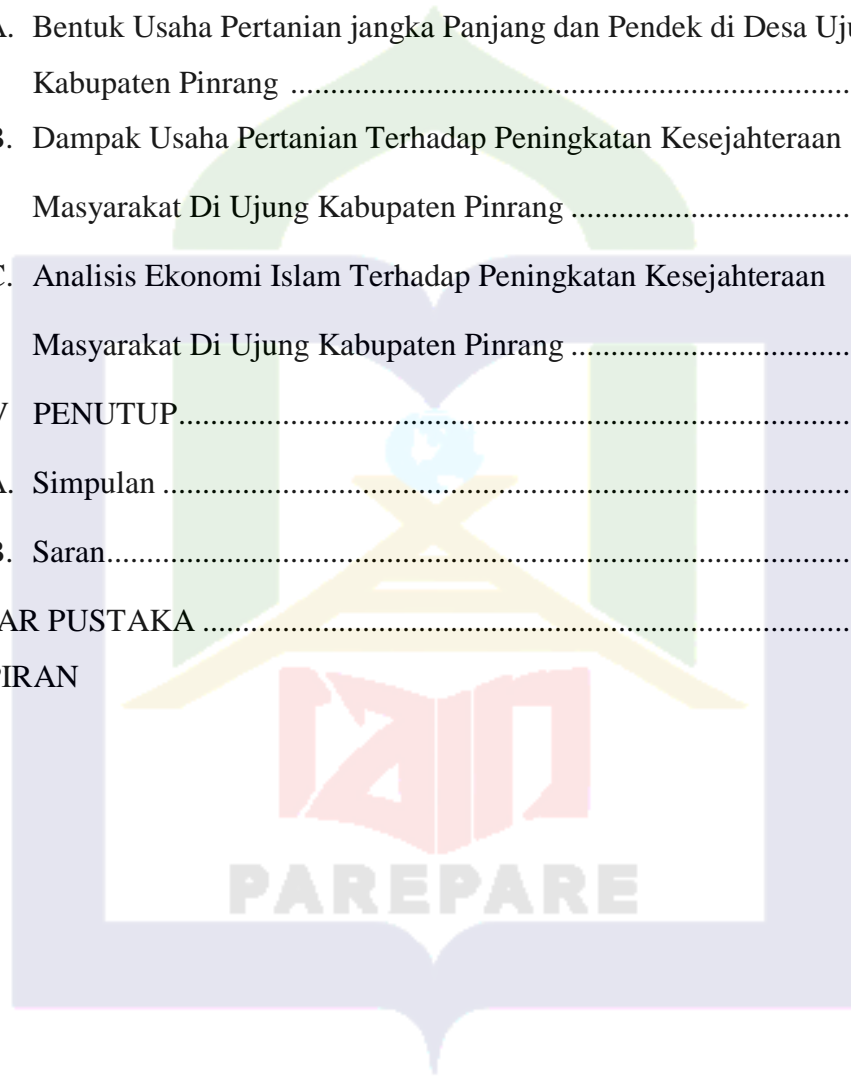 A. Bentuk Usaha Pertanian jangka Panjang dan Pendek di Desa
Kabupaten Pinrang ..........................................................................
B. Dampak Usaha Pertanian Terhadap Peningkatan Kesejahteraan
Masyarakat Di Ujung Kabupaten Pinrang ....................................
C. Analisis Ekonomi Islam Terhadap Peningkatan Kesejahteraan
Masyarakat Di Ujung Kabupaten Pinrang ....................................
V PENUTUP........................................................................................
A. Simpulan .........................................................................................
B. Saran................................................................................................
AR PUSTAKA ......................................................................................
PIRAN
PAREPARE